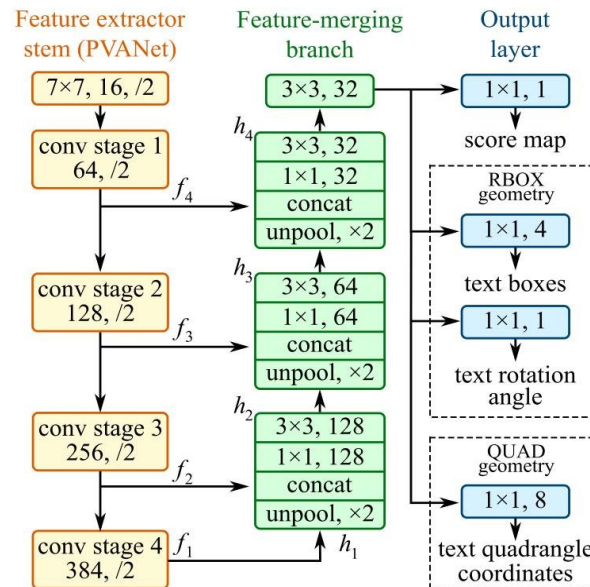 Feature extractor
stem (PVANet)
7×7, 16, /2
conv stage 1
64, /2
f4
conv stage 2
128, /2
f3
conv stage 3
256, /2
f2
conv stage 4
384, /2
f1
Feature-merging
branch
3×3, 32
h4
3×3, 32
1×1, 32
concat
unpool, ×2
h3
3×3, 64
1×1, 64
concat
unpool, ×2
h2
3×3, 128
1×1, 128
concat
unpool, ×2
h1
Output
layer
1×1, 1
score map
RBOX
geometry
1×1, 4
text boxes
1×1, 1
text rotation
angle
QUAD
geometry
1×1, 8
text quadrangle
coordinates